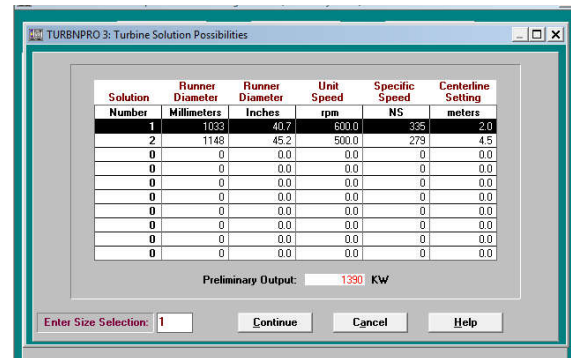 TURBNPRO 3: Turbine Solution Possibilities
Solution Runner Diameter Runner Diameter Unit Speed Specific Speed Centerline Setting
Number Millimeters Inches rpm NS meters
1 1033 40.7 600.0 335 2.0
2 1148 45.2 500.0 279 4.5
0 0 0.0 0.0 0 0.0
0 0 0.0 0.0 0 0.0
0 0 0.0 0.0 0 0.0
0 0 0.0 0.0 0 0.0
0 0 0.0 0.0 0 0.0
0 0 0.0 0.0 0 0.0
0 0 0.0 0.0 0 0.0
0 0 0.0 0.0 0 0.0
Preliminary Output: 1390 KW
Enter Size Selection: 1 Continue Cancel Help